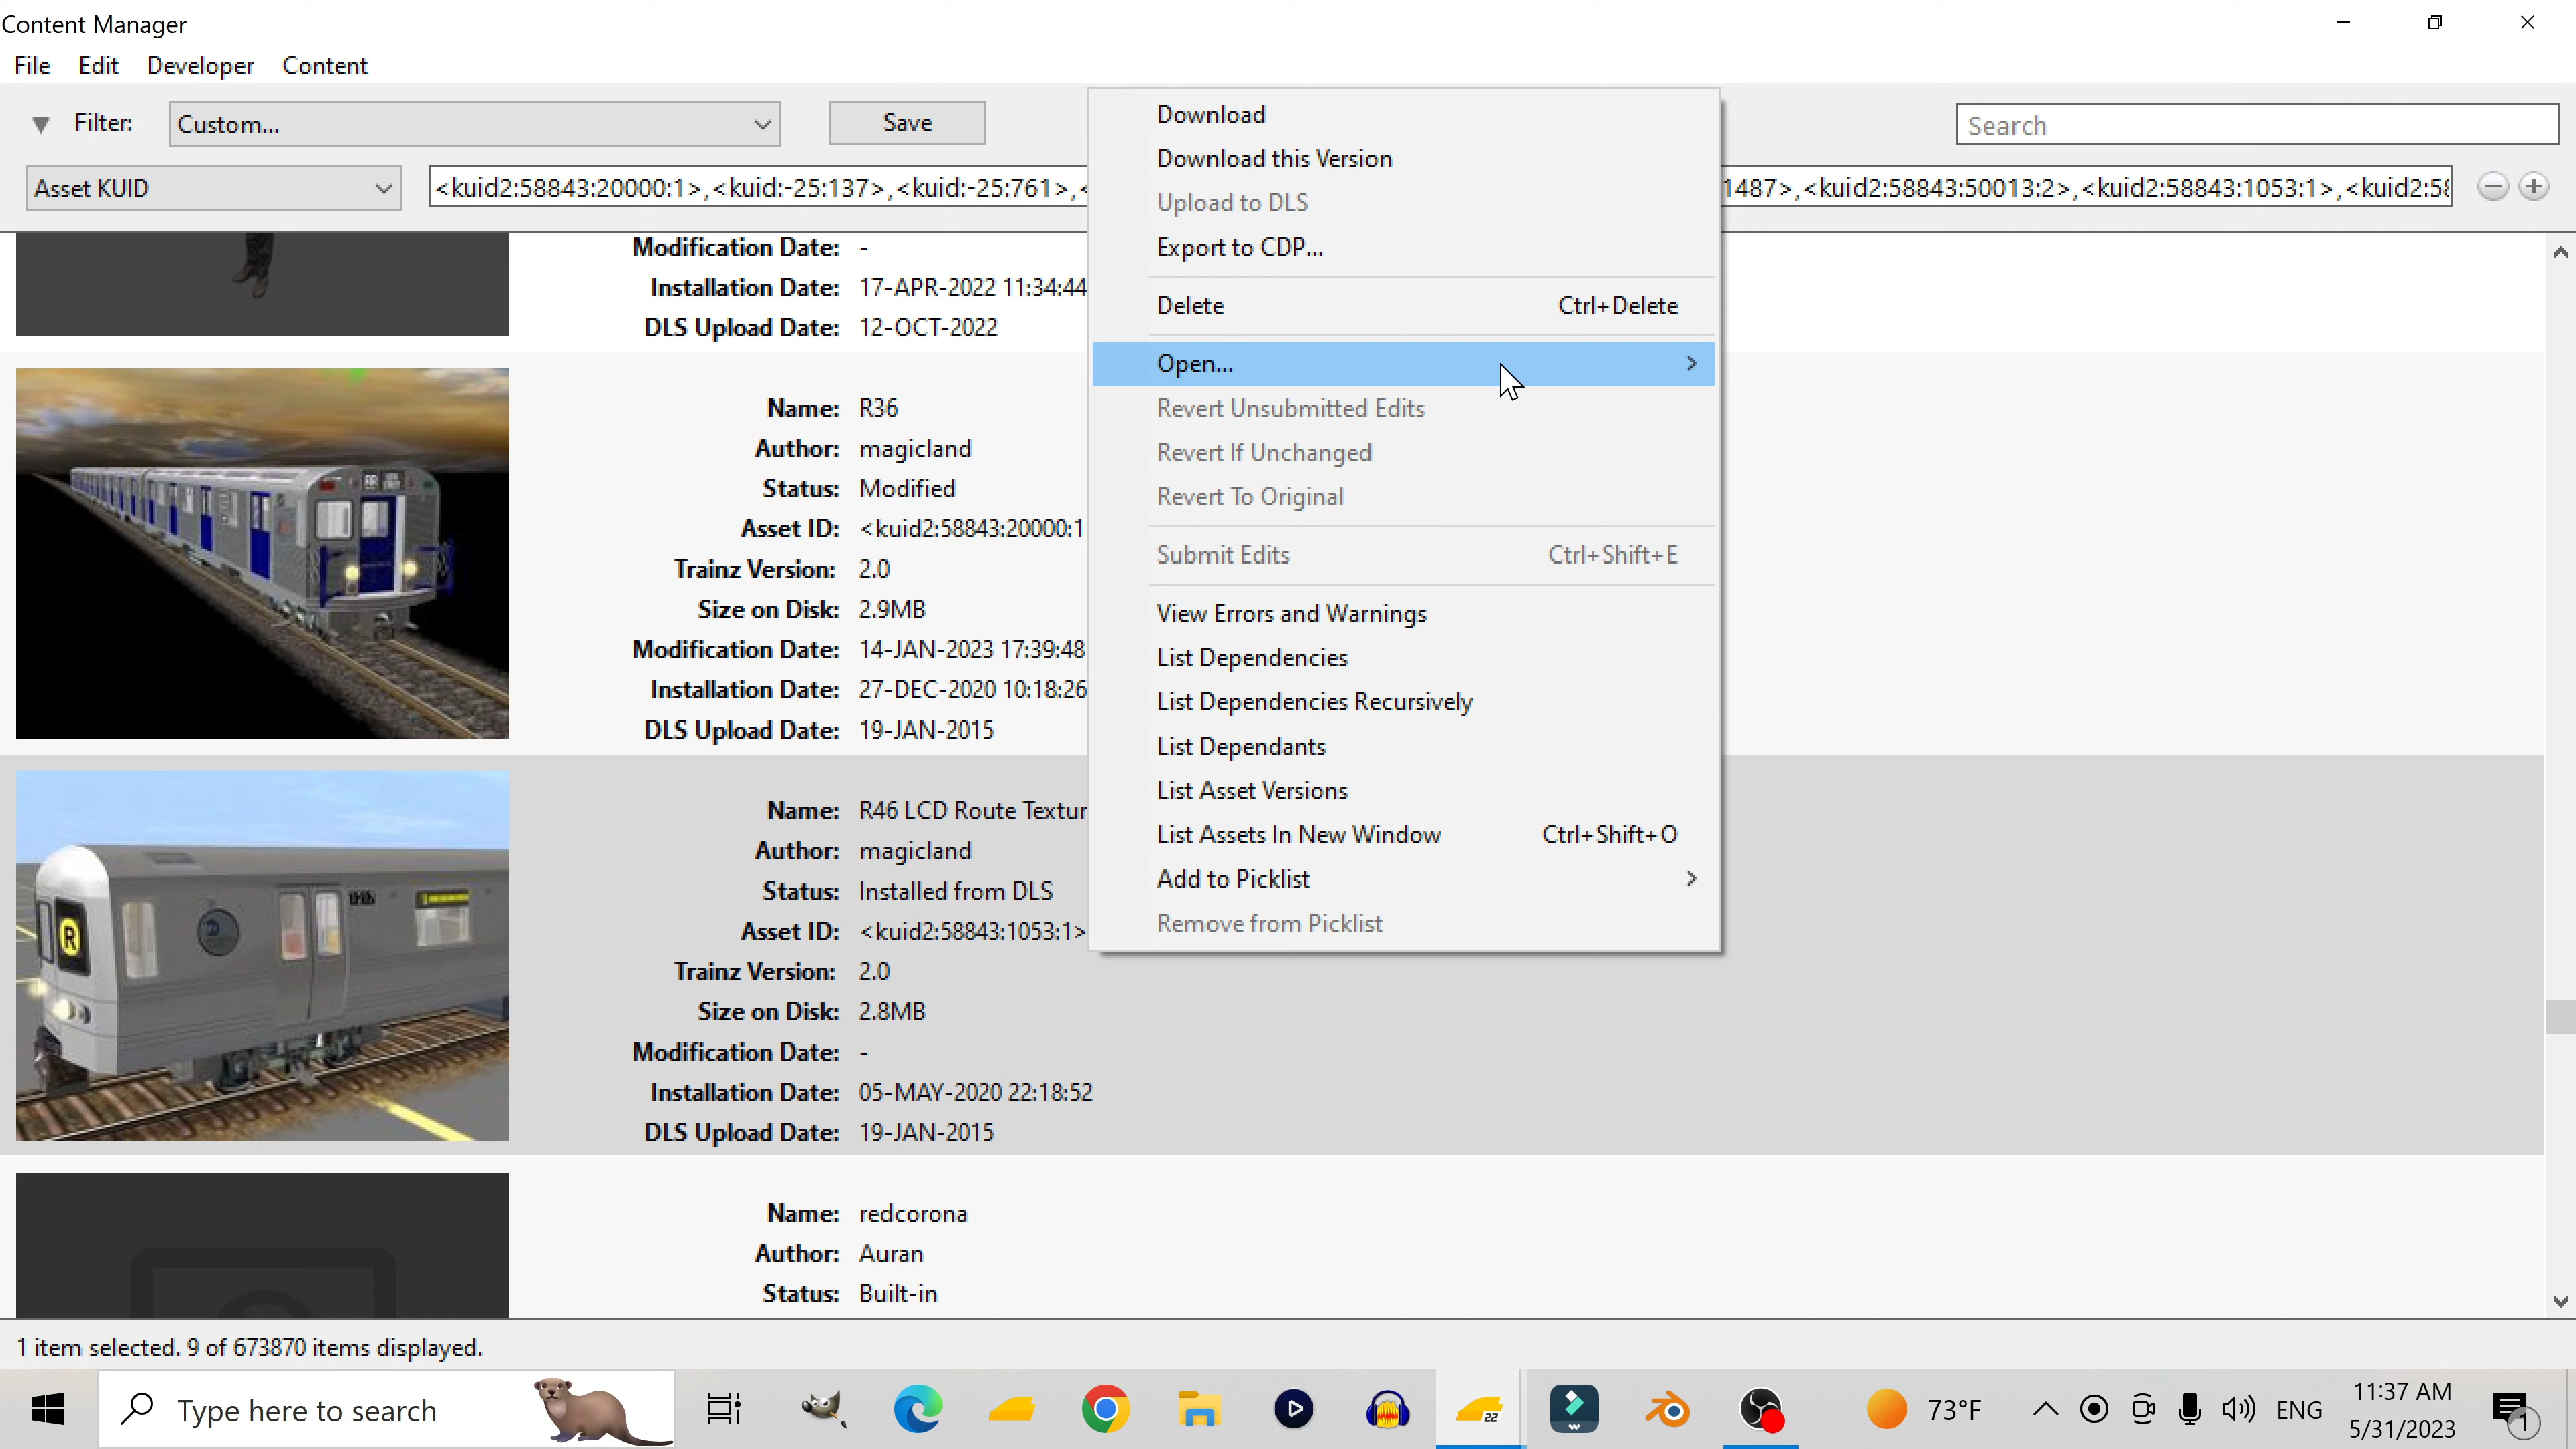 Content Manager
File Edit Developer Content
Filter: Custom... Save Search
Asset KUID <kuid2:58843:20000:1>,<kuid:-25:137>,<kuid:-25:761>,< 1487>,<kuid2:58843:50013:2>,<kuid2:58843:1053:1>,<kuid2:58
Download
Download this Version
Upload to DLS
Export to CDP...
Delete Ctrl+Delete
Open...
Revert Unsubmitted Edits
Revert If Unchanged
Revert To Original
Submit Edits Ctrl+Shift+E
View Errors and Warnings
List Dependencies
List Dependencies Recursively
List Dependants
List Asset Versions
List Assets In New Window Ctrl+Shift+O
Add to Picklist
Remove from Picklist
Modification Date: -
Installation Date: 17-APR-2022 11:34:44
DLS Upload Date: 12-OCT-2022
Name: R36
Author: magicland
Status: Modified
Asset ID: <kuid2:58843:20000:1
Trainz Version: 2.0
Size on Disk: 2.9MB
Modification Date: 14-JAN-2023 17:39:48
Installation Date: 27-DEC-2020 10:18:26
DLS Upload Date: 19-JAN-2015
R
Name: R46 LCD Route Textur
Author: magicland
Status: Installed from DLS
Asset ID: <kuid2:58843:1053:1>
Trainz Version: 2.0
Size on Disk: 2.8MB
Modification Date: -
Installation Date: 05-MAY-2020 22:18:52
DLS Upload Date: 19-JAN-2015
Name: redcorona
Author: Auran
Status: Built-in
1 item selected. 9 of 673870 items displayed.
Type here to search 22 73°F ENG 11:37 AM
5/31/2023 1